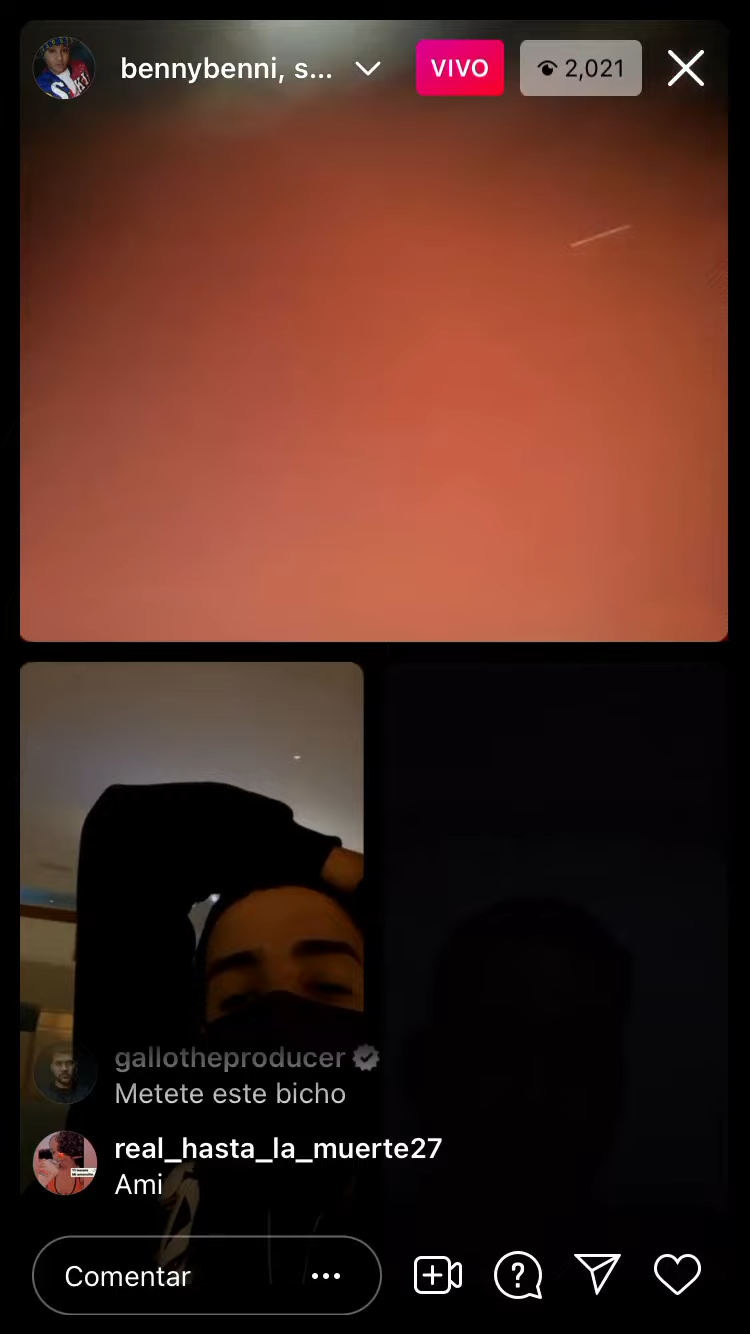 bennybenni, s...
VIVO
2,021
gallotheproducer
Metete este bicho
real_hasta_la_muerte27
Ami
Comentar